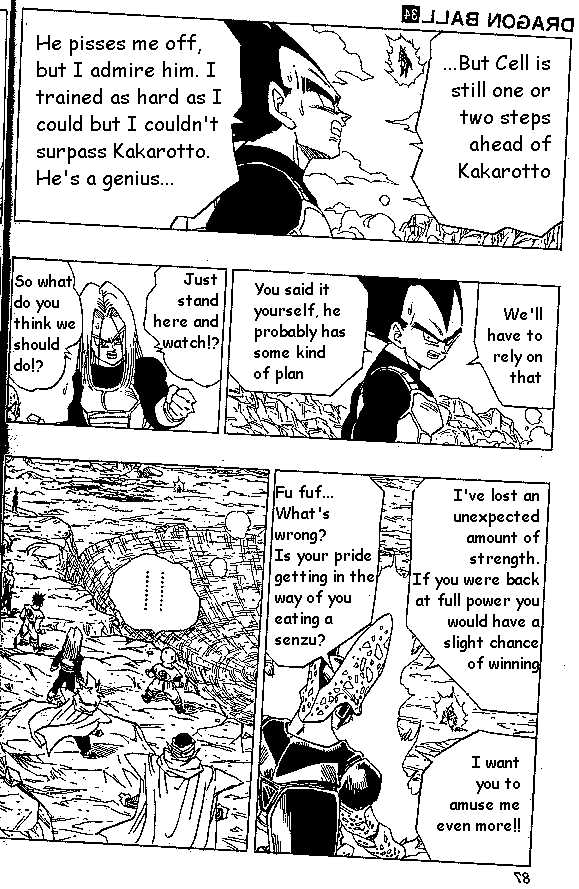 DRAGON BALL 34
He pisses me off,
but I admire him. I
trained as hard as I
could but I couldn't
surpass Kakarotto.
He's a genius...
...But Cell is
still one or
two steps
ahead of
Kakarotto
So what
do you
think we
should
do!?
Just
stand
here and
watch!?
You said it
yourself, he
probably has
some kind
of plan
We'll
have to
rely on
that
Fu fuf...
What's
wrong?
Is your pride
getting in the
way of you
eating a
senzu?
I've lost an
unexpected
amount of
strength.
If you were back
at full power you
would have a
slight chance
of winning
I want
you to
amuse me
even more!!
87